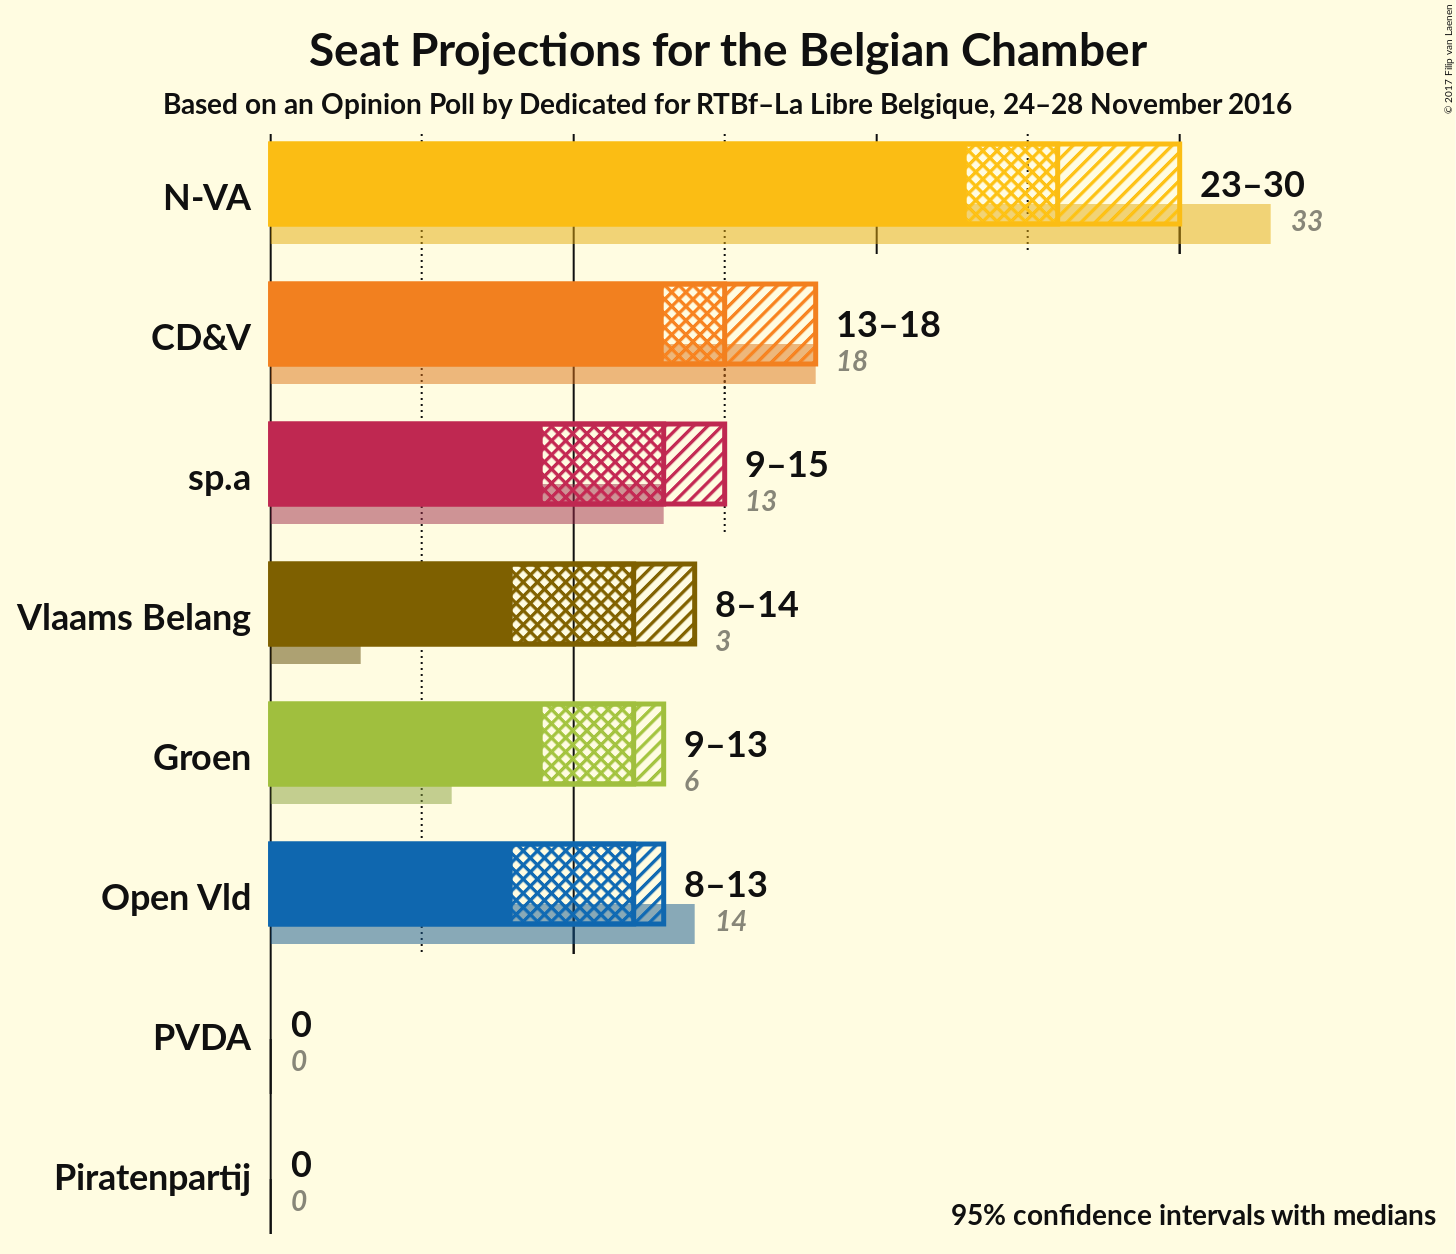 Seat Projections for the Belgian Chamber
Based on an Opinion Poll by Dedicated for RTBf–La Libre Belgique, 24–28 November 2016
© 2017 Filip van Laenen
N-VA
23–30
33
CD&V
13–18
18
sp.a
9–15
13
Vlaams Belang
8–14
3
Groen
9–13
6
Open Vld
8–13
14
PVDA
0
0
Piratenpartij
0
0
95% confidence intervals with medians